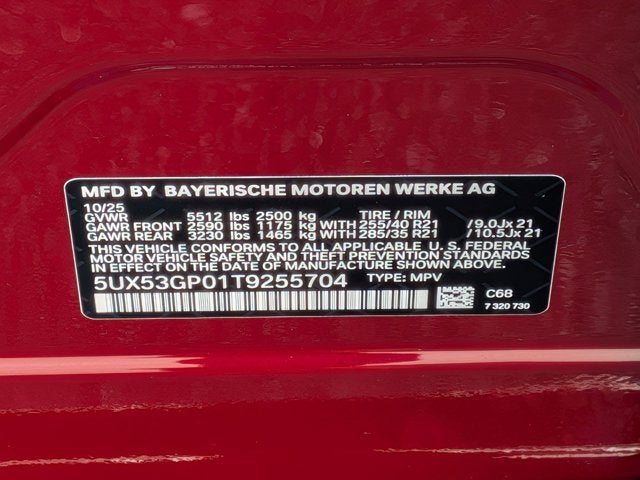 MFD BY BAYERISCHE MOTOREN WERKE AG
10/25
GVWR 5512 lbs 2500 kg TIRE / RIM
GAWR FRONT 2590 lbs 1175 kg WITH 255/40 R21 /9.0Jx 21
GAWR REAR 3230 lbs 1465 kg WITH 285/35 R21 /10.5Jx 21
THIS VEHICLE CONFORMS TO ALL APPLICABLE U.S. FEDERAL
MOTOR VEHICLE SAFETY AND THEFT PREVENTION STANDARDS
IN EFFECT ON THE DATE OF MANUFACTURE SHOWN ABOVE.
5UX53GP01T9255704 TYPE: MPV
C68
7 320 730